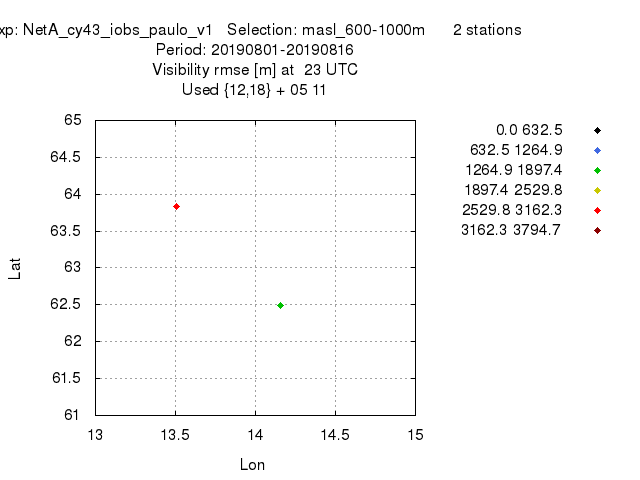 xp: NetA_cy43_iobs_paulo_v1 Selection: masl_600-1000m 2 stations
Period: 20190801-20190816
Visibility rmse [m] at 23 UTC
Used {12,18} + 05 11
65
64.5
64
63.5
63
62.5
62
61.5
61
13 13.5 14 14.5 15
Lat
Lon
0.0 632.5
632.5 1264.9
1264.9 1897.4
1897.4 2529.8
2529.8 3162.3
3162.3 3794.7